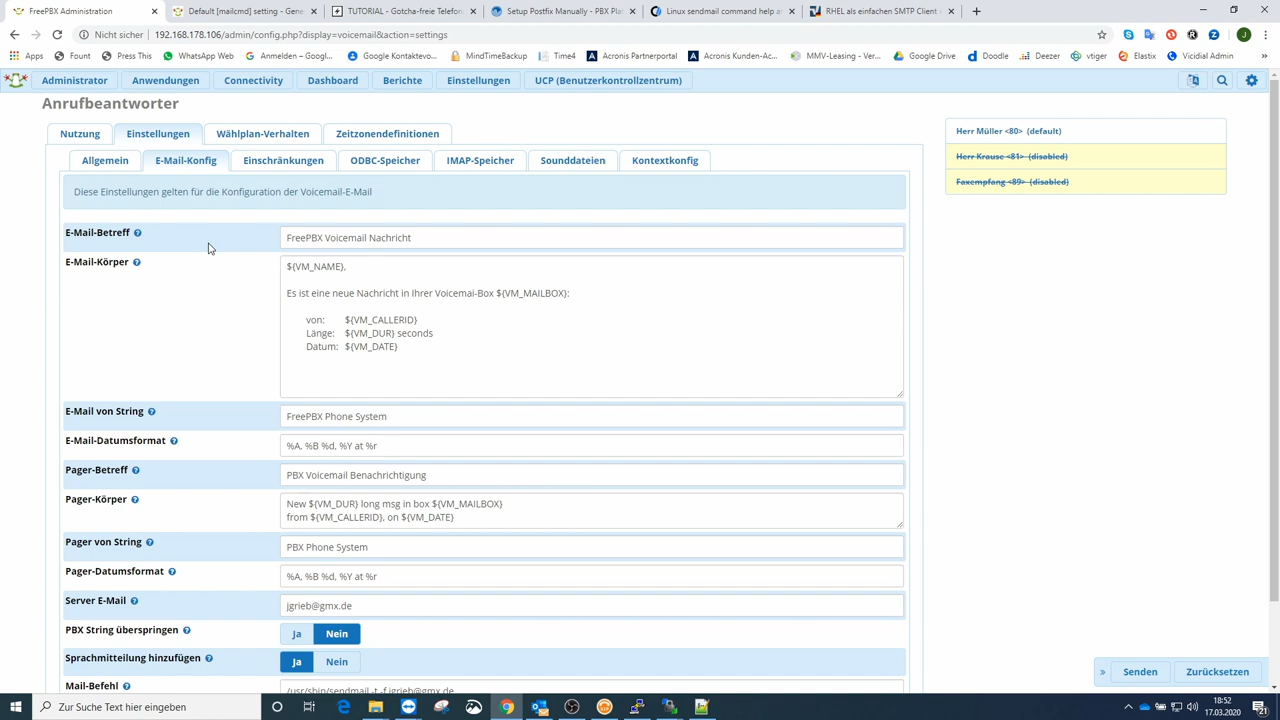 FreePBX Administration
Default [mailcmd] setting - Gene
TUTORIAL - Gotcha-freie Telefon
Setup Postfix Manually - PBX Pla
Linux sendmail command - multi
RHEL als einfachen SMTP Client v
Nicht sicher 192.168.178.106/admin/config.php?display=voicemail&action=settings
J
Apps
Fount
Press This
WhatsApp Web
Anmelden – Googl...
Google Kontaktevo...
MindTimeBackup
Time4
Acronis Partnerportal
Acronis Kunden-Ac...
MMV-Leasing - Ver...
Google Drive
Doodle
Deezer
vtiger
Elastix
Vicidial Admin
Administrator
Anwendungen
Connectivity
Dashboard
Berichte
Einstellungen
UCP (Benutzerkontrollzentrum)
Anrufbeantworter
Nutzung
Einstellungen
Wählplan-Verhalten
Zeitzonendefinitionen
Herr Müller <80> (default)
Herr Krause <81> (disabled)
Faxempfang <89> (disabled)
Allgemein
E-Mail-Konfig
Einschränkungen
ODBC-Speicher
IMAP-Speicher
Sounddateien
Kontextkonfig
Diese Einstellungen gelten für die Konfiguration der Voicemail-E-Mail
E-Mail-Betreff
FreePBX Voicemail Nachricht
E-Mail-Körper
${VM_NAME},
Es ist eine neue Nachricht in Ihrer Voicemai-Box ${VM_MAILBOX}:
von: ${VM_CALLERID}
Länge: ${VM_DUR} seconds
Datum: ${VM_DATE}
E-Mail von String
FreePBX Phone System
E-Mail-Datumsformat
%A, %B %d, %Y at %r
Pager-Betreff
PBX Voicemail Benachrichtigung
Pager-Körper
New ${VM_DUR} long msg in box ${VM_MAILBOX}
from ${VM_CALLERID}, on ${VM_DATE}
Pager von String
PBX Phone System
Pager-Datumsformat
%A, %B %d, %Y at %r
Server E-Mail
jgrieb@gmx.de
PBX String überspringen
Ja
Nein
Sprachmitteilung hinzufügen
Ja
Nein
Mail-Befehl
/usr/sbin/sendmail -t -f jgrieb@gmx.de
»
Senden
Zurücksetzen
Zur Suche Text hier eingeben
18:52
17.03.2020